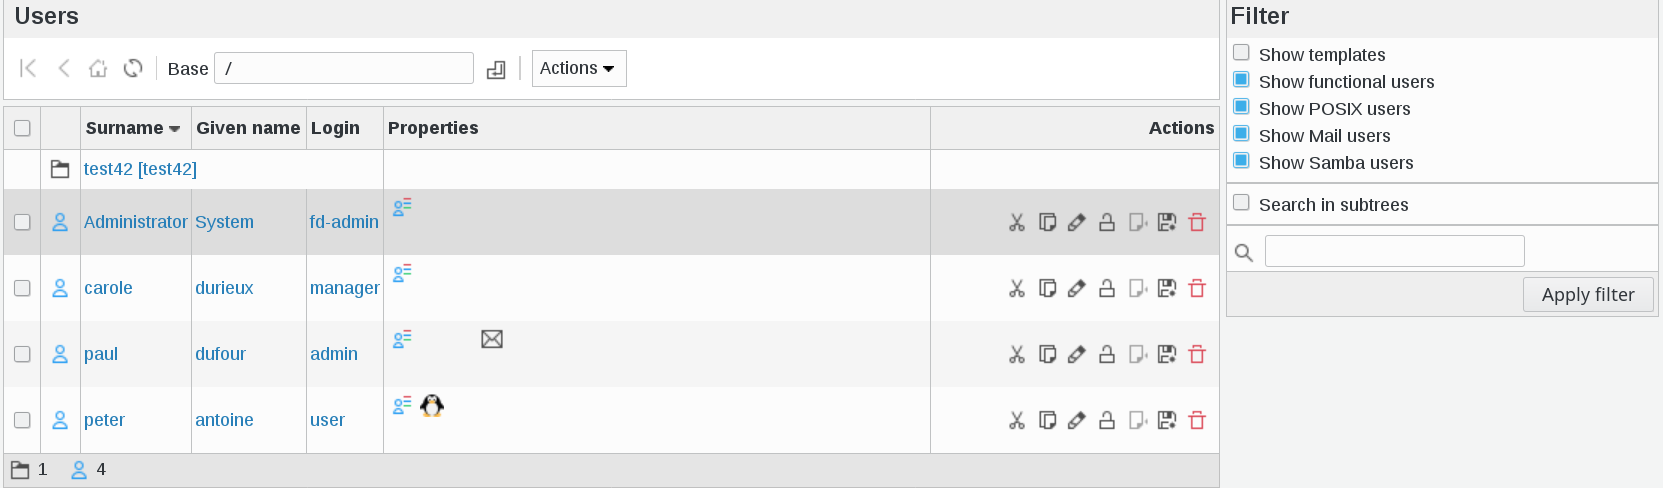 Users
Base / Actions
Surname Given name Login Properties Actions
test42 [test42]
Administrator System fd-admin
carole durieux manager
paul dufour admin
peter antoine user
1 4
Filter
Show templates
Show functional users
Show POSIX users
Show Mail users
Show Samba users
Search in subtrees
Apply filter